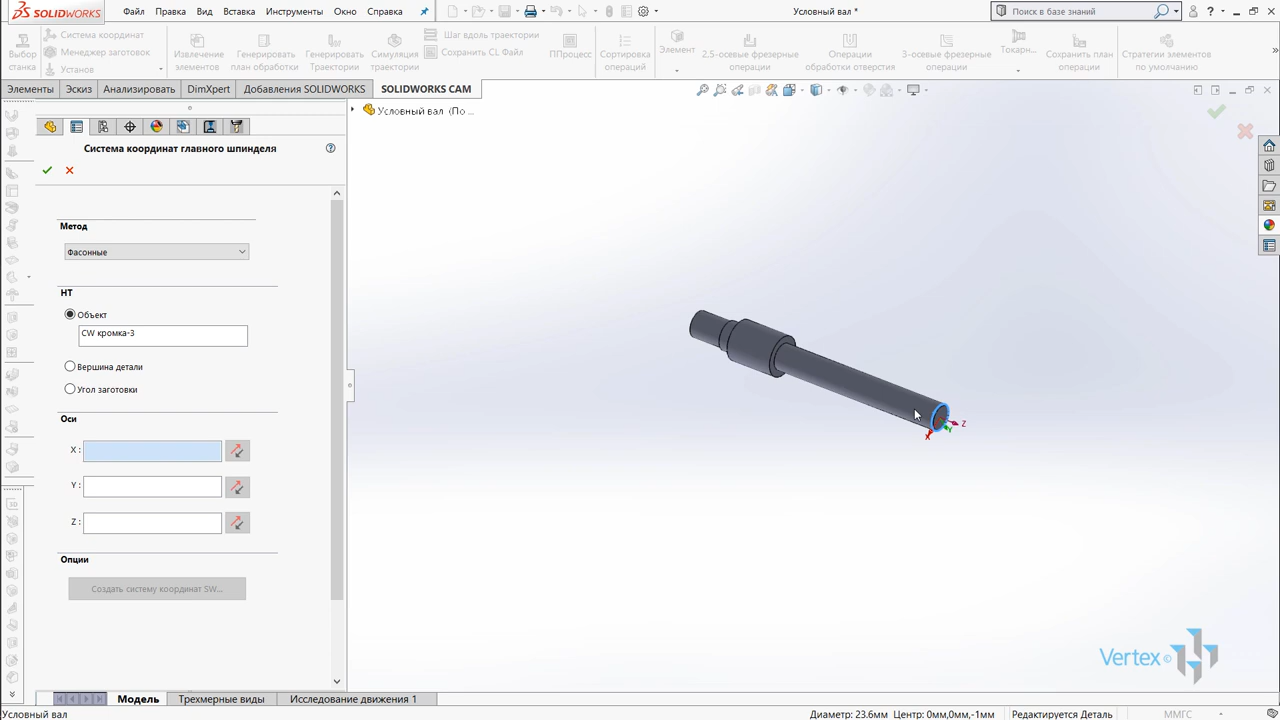 SOLIDWORKS
Файл
Правка
Вид
Вставка
Инструменты
Окно
Справка
Условный вал *
Поиск в базе знаний
Выбор станка
Система координат
Менеджер заготовок
Установ
Извлечение элементов
Генерировать план обработки
Генерировать Траектории
Симуляция траектории
Шаг вдоль траектории
Сохранить CL Файл
ППроцесс
Сортировка операций
Элемент
2.5-осевые фрезерные операции
Операции обработки отверстия
3-осевые фрезерные операции
Токарн...
Сохранить план операций
Стратегии элементов по умолчанию
Элементы
Эскиз
Анализировать
DimXpert
Добавления SOLIDWORKS
SOLIDWORKS CAM
Условный вал (По ...
Система координат главного шпинделя
Метод
Фасонные
НТ
Объект
CW кромка-3
Вершина детали
Угол заготовки
Оси
X :
Y :
Z :
Опции
Создать систему координат SW...
Z
Y
X
Vertex©
Модель
Трехмерные виды
Исследование движения 1
Условный вал
Диаметр: 23.6мм Центр: 0мм,0мм,-1мм
Редактируется Деталь
ММГС